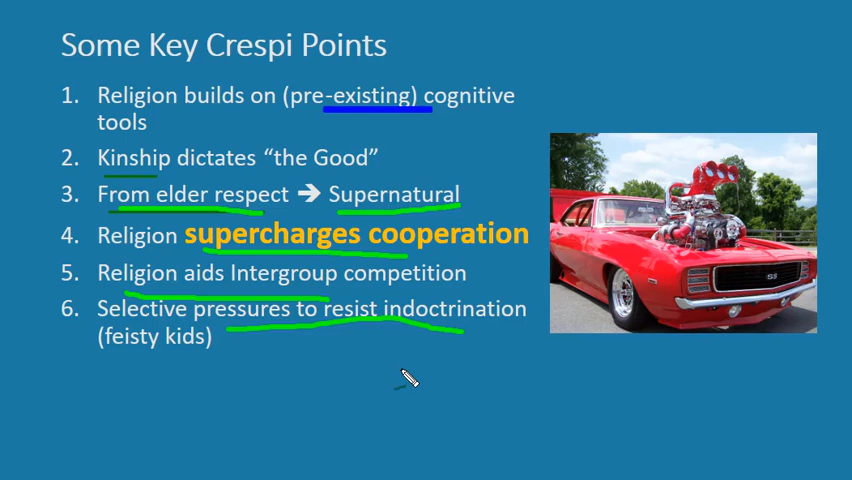 Some Key Crespi Points
1. Religion builds on (pre-existing) cognitive
tools
2. Kinship dictates “the Good”
3. From elder respect ➔ Supernatural
4. Religion supercharges cooperation
5. Religion aids Intergroup competition
6. Selective pressures to resist indoctrination
(feisty kids)
SS